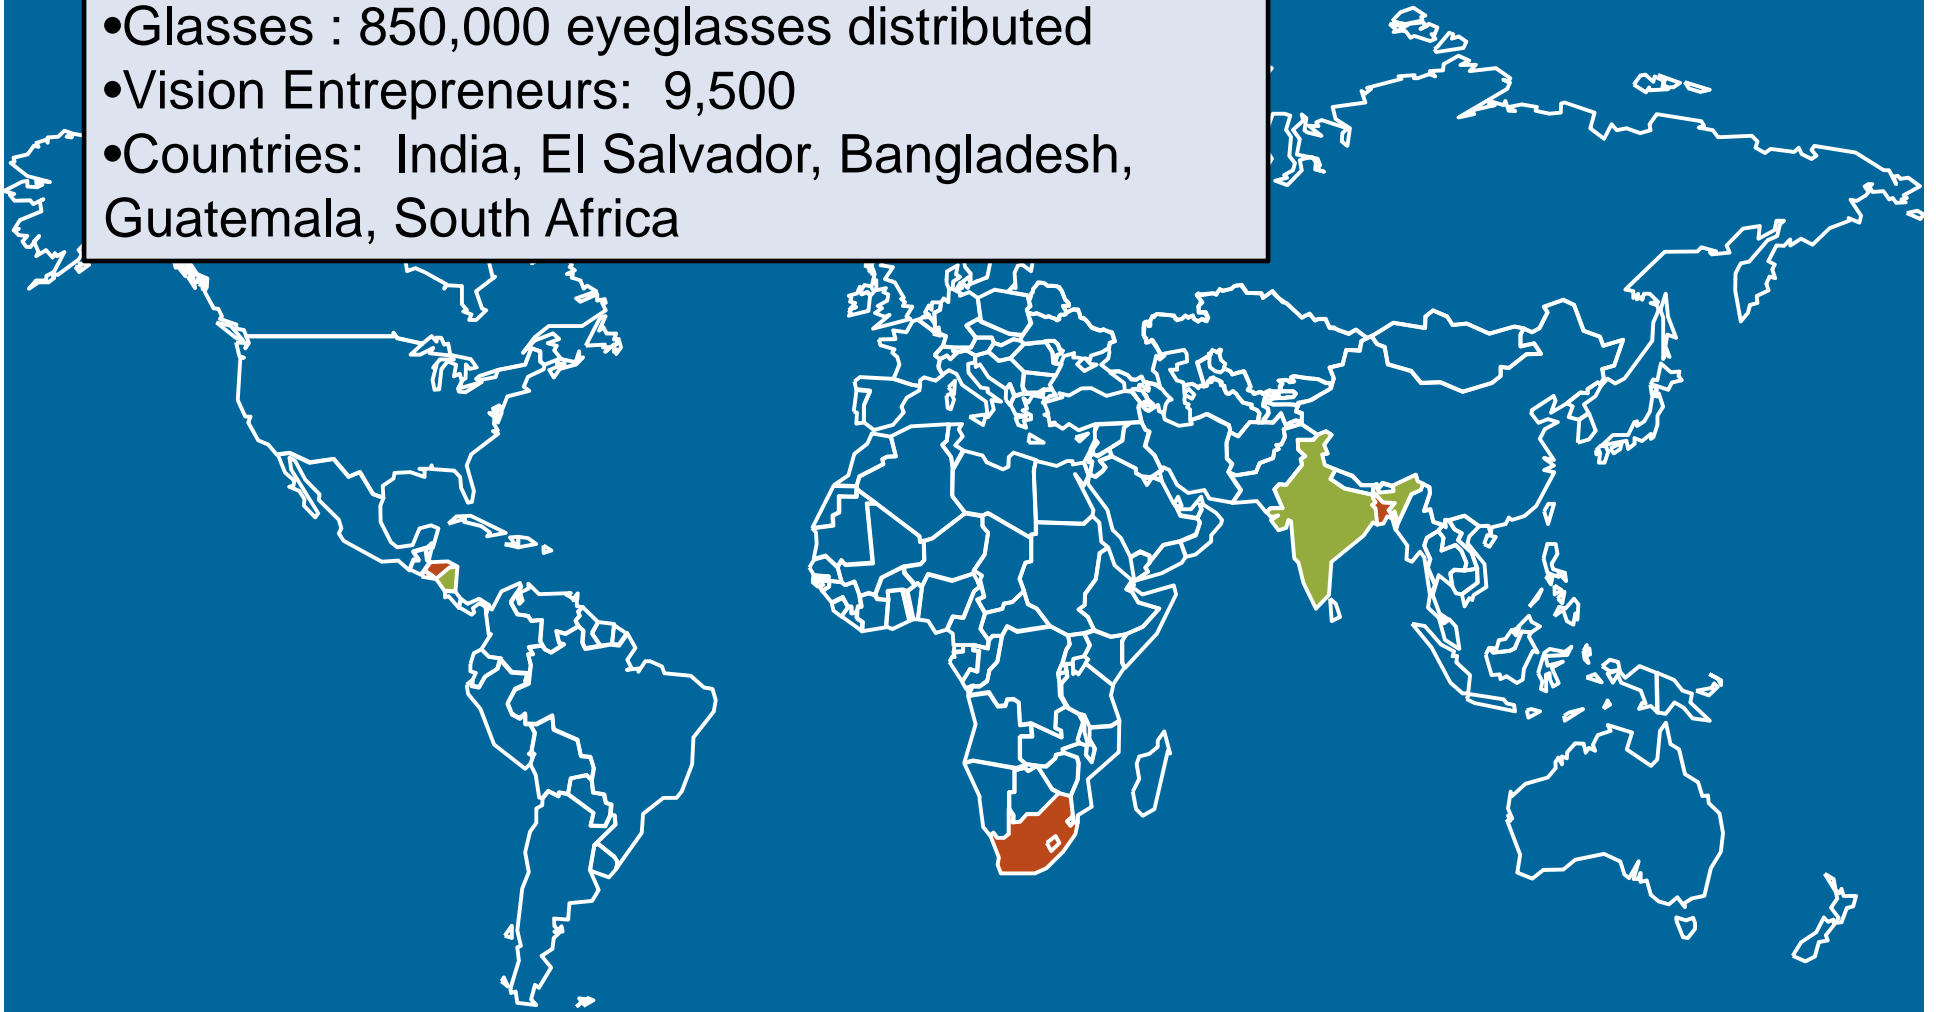 •Glasses : 850,000 eyeglasses distributed
•Vision Entrepreneurs:  9,500
•Countries:  India, El Salvador, Bangladesh,
Guatemala, South Africa